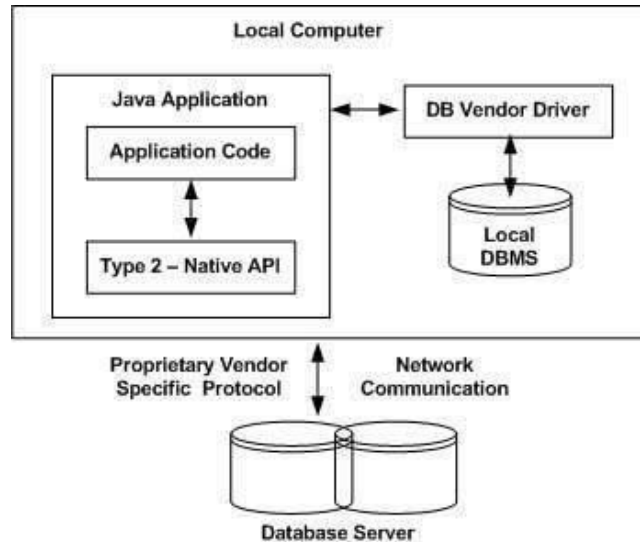 Local Computer
Java Application
DB Vendor Driver
Application Code
Type 2 – Native API
Local
DBMS
Proprietary Vendor
Specific Protocol
Network
Communication
Database Server